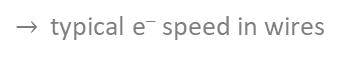 → typical e⁻ speed in wires